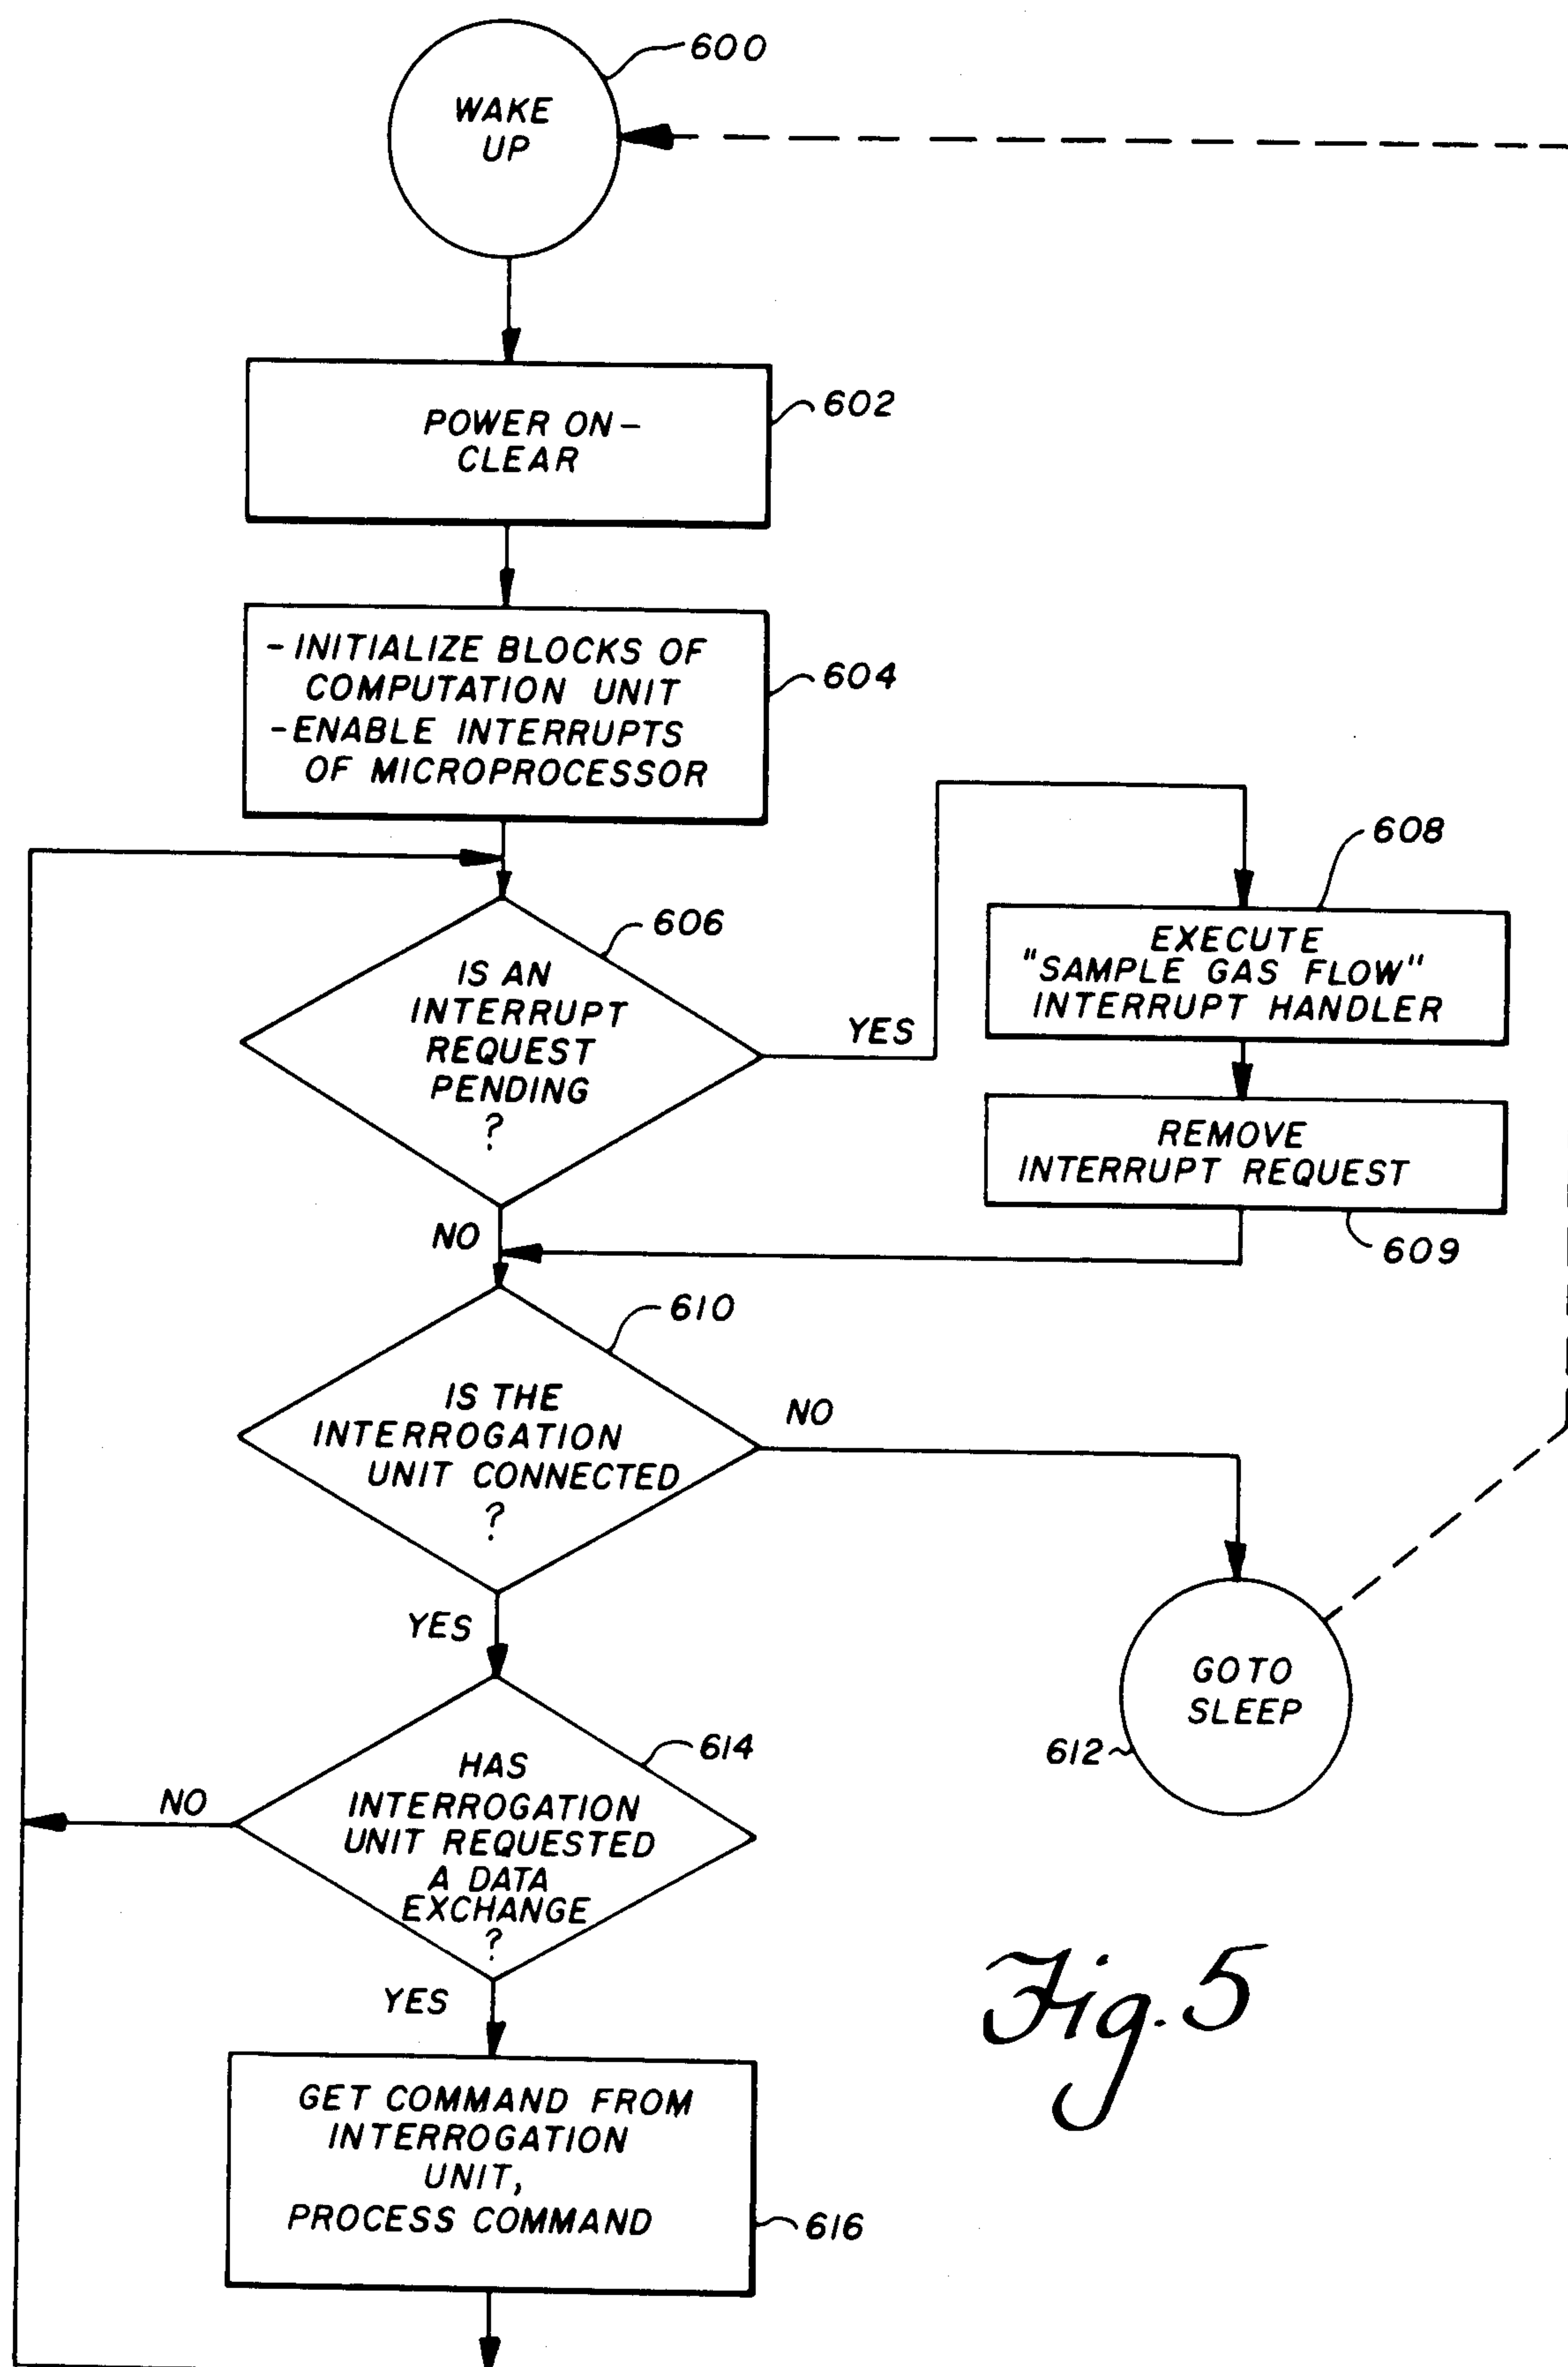 600
WAKE
UP
602
POWER ON-
CLEAR
604
- INITIALIZE BLOCKS OF
COMPUTATION UNIT
- ENABLE INTERRUPTS
OF MICROPROCESSOR
606
IS AN
INTERRUPT
REQUEST
PENDING
?
YES
608
EXECUTE
"SAMPLE GAS FLOW"
INTERRUPT HANDLER
REMOVE
INTERRUPT REQUEST
609
NO
610
IS THE
INTERROGATION
UNIT CONNECTED
?
NO
YES
GO TO
SLEEP
612
614
HAS
INTERROGATION
UNIT REQUESTED
A DATA
EXCHANGE
?
NO
YES
GET COMMAND FROM
INTERROGATION
UNIT,
PROCESS COMMAND
616
Fig. 5